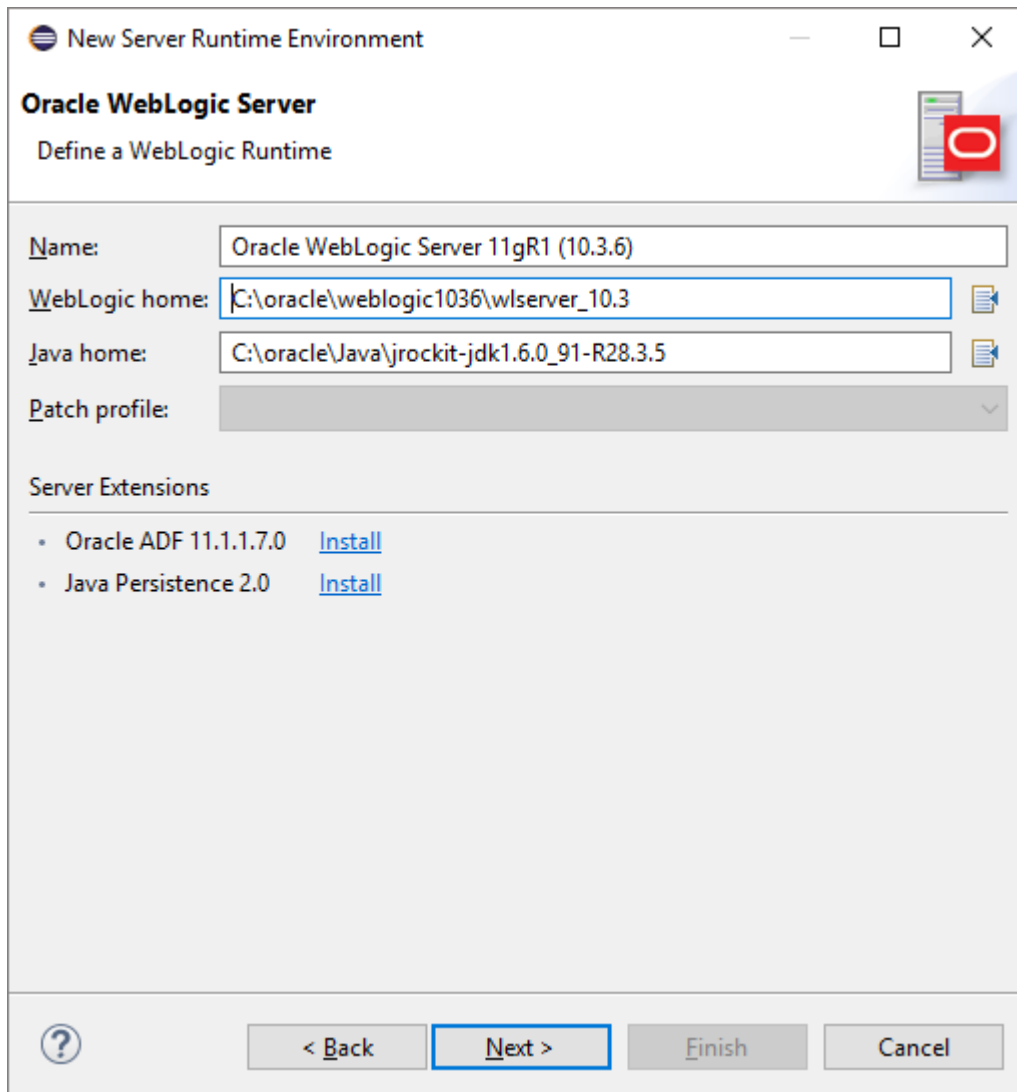 New Server Runtime Environment
Oracle WebLogic Server
Define a WebLogic Runtime
Name: Oracle WebLogic Server 11gR1 (10.3.6)
WebLogic home: C:\oracle\weblogic1036\wlserver_10.3
Java home: C:\oracle\Java\jrockit-jdk1.6.0_91-R28.3.5
Patch profile:
Server Extensions
• Oracle ADF 11.1.1.7.0 Install
• Java Persistence 2.0 Install
? < Back Next > Finish Cancel